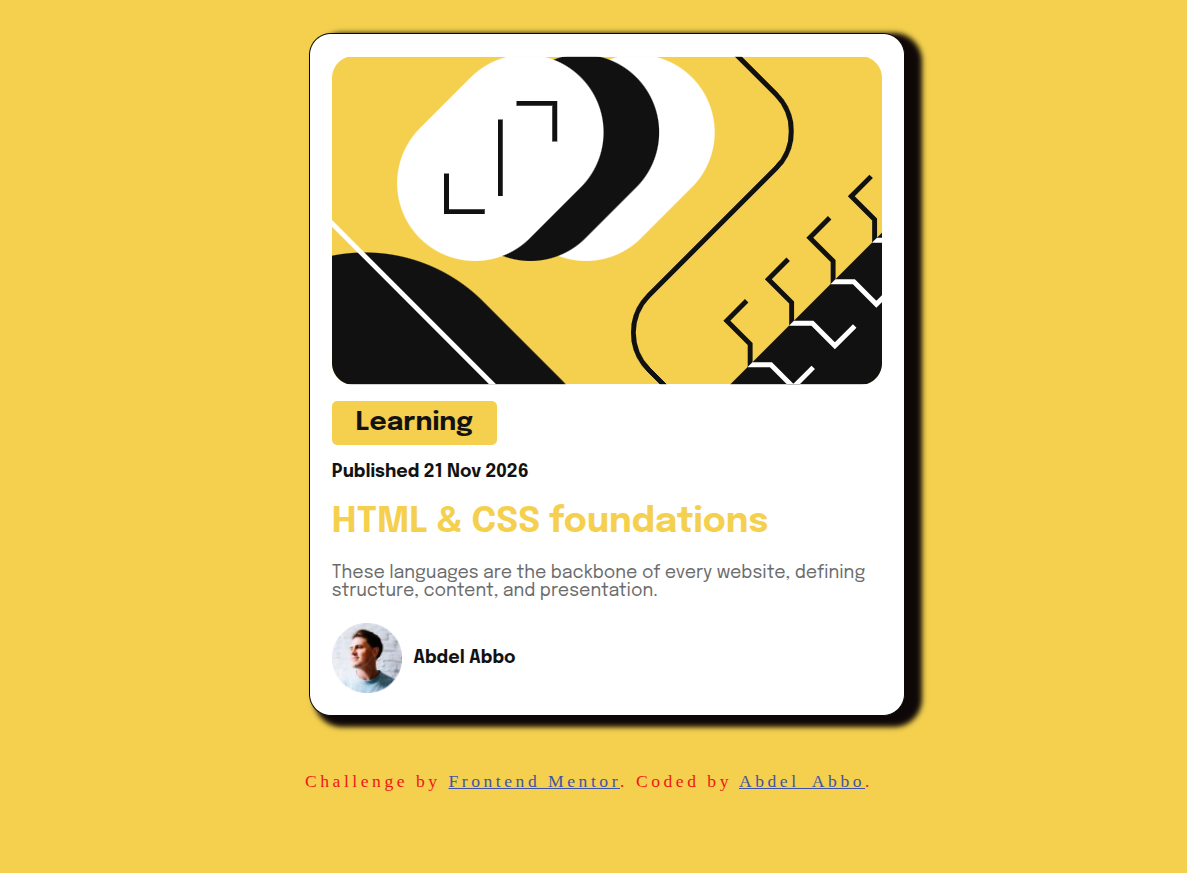 Learning
Published 21 Nov 2026
HTML & CSS foundations
These languages are the backbone of every website, defining
structure, content, and presentation.
Abdel Abbo
Challenge by Frontend Mentor. Coded by Abdel Abbo.